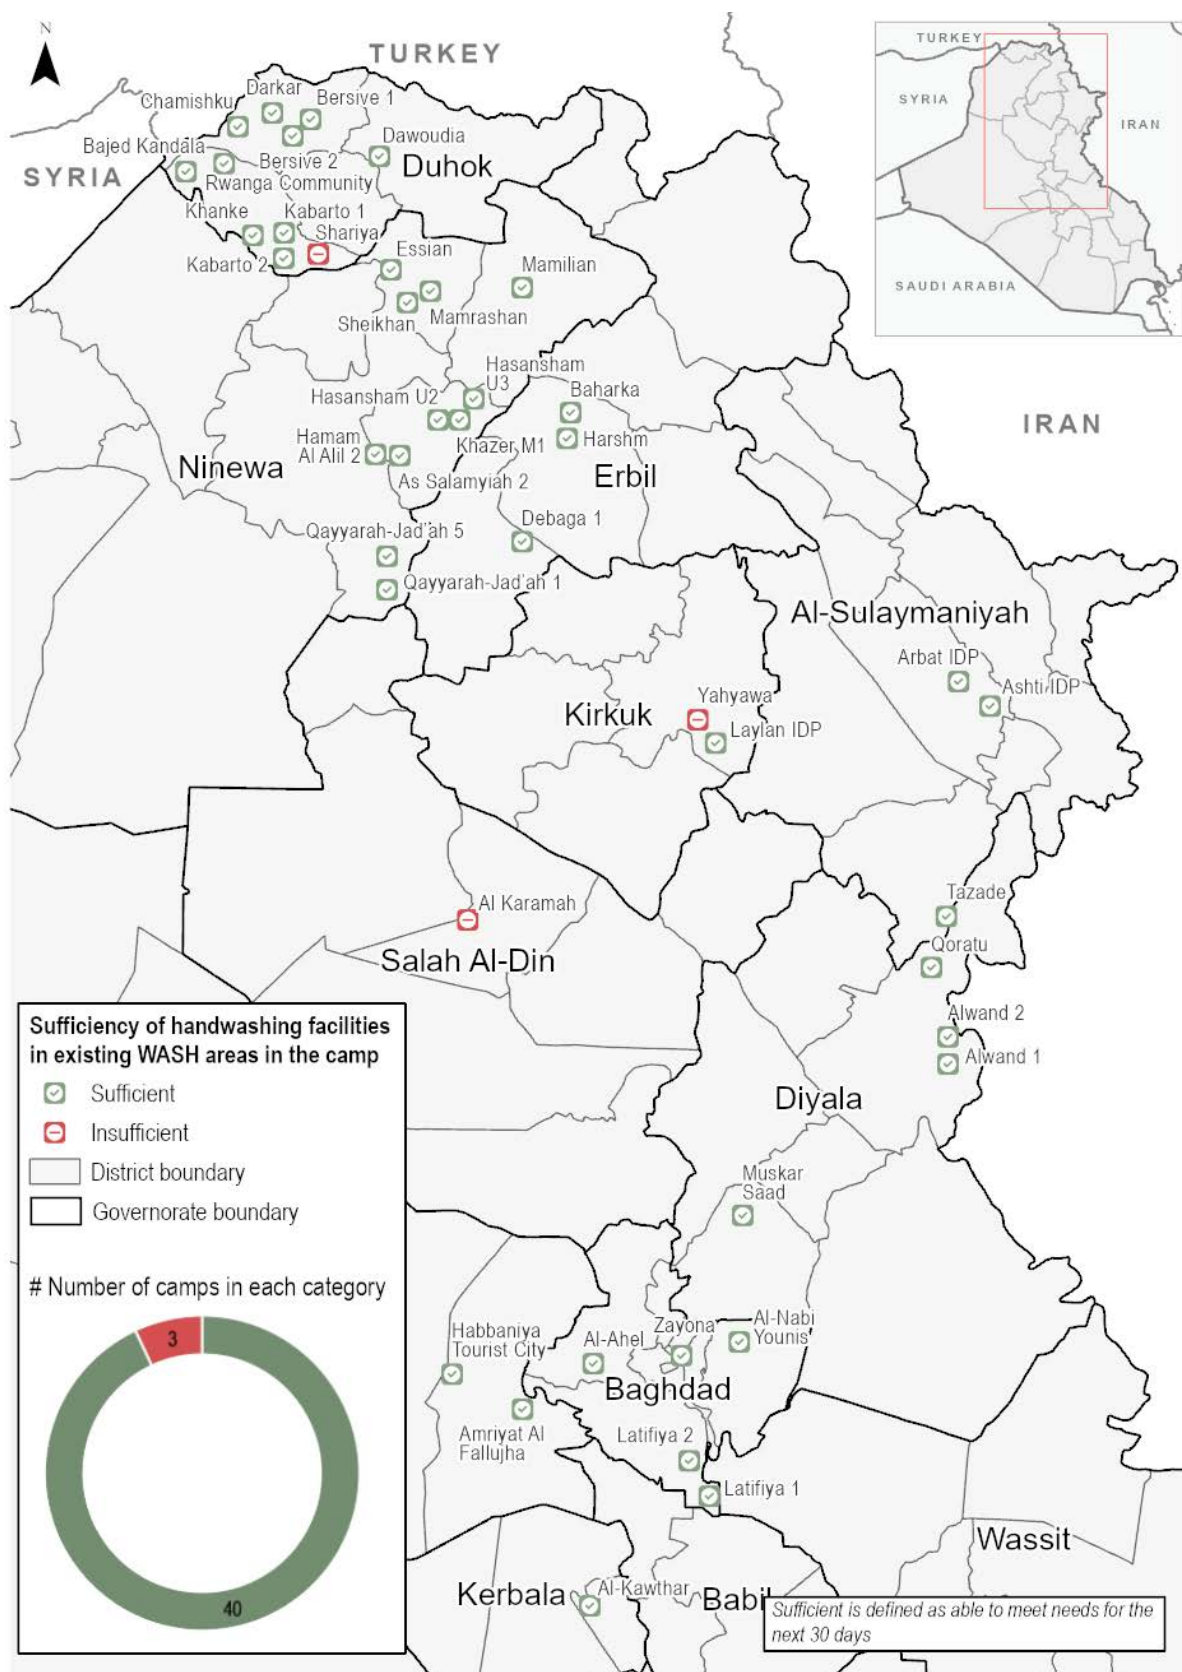 N
TURKEY
SYRIA
IRAN
TURKEY
SYRIA
IRAN
SAUDI ARABIA
Darkar
Chamishku
Bersive 1
Bajed Kandala
Bersive 2
Dawoudia
Duhok
Rwanga Community
Khanke
Kabarto 1
Shariya
Kabarto 2
Essian
Mamilian
Sheikhan
Mamrashan
Hasansham
U3
Hasansham U2
Baharka
Hamam
Al Alil 2
Khazer M1
Harshm
Ninewa
As Salamyiah 2
Erbil
Debaga 1
Qayyarah-Jad'ah 5
Qayyarah-Jad'ah 1
Al-Sulaymaniyah
Arbat IDP
Ashti IDP
Yahyawa
Kirkuk
Laylan IDP
Al Karamah
Salah Al-Din
Tazade
Qoratu
Alwand 2
Alwand 1
Diyala
Muskar
Saad
Habbaniya
Tourist City
Al-Ahel
Zayona
Al-Nabi
Younis
Baghdad
Amriyat Al
Fallujha
Latifiya 2
Latifiya 1
Wassit
Kerbala
Al-Kawthar
Babil
Sufficiency of handwashing facilities
in existing WASH areas in the camp
Sufficient
Insufficient
District boundary
Governorate boundary
# Number of camps in each category
3
40
Sufficient is defined as able to meet needs for the
next 30 days